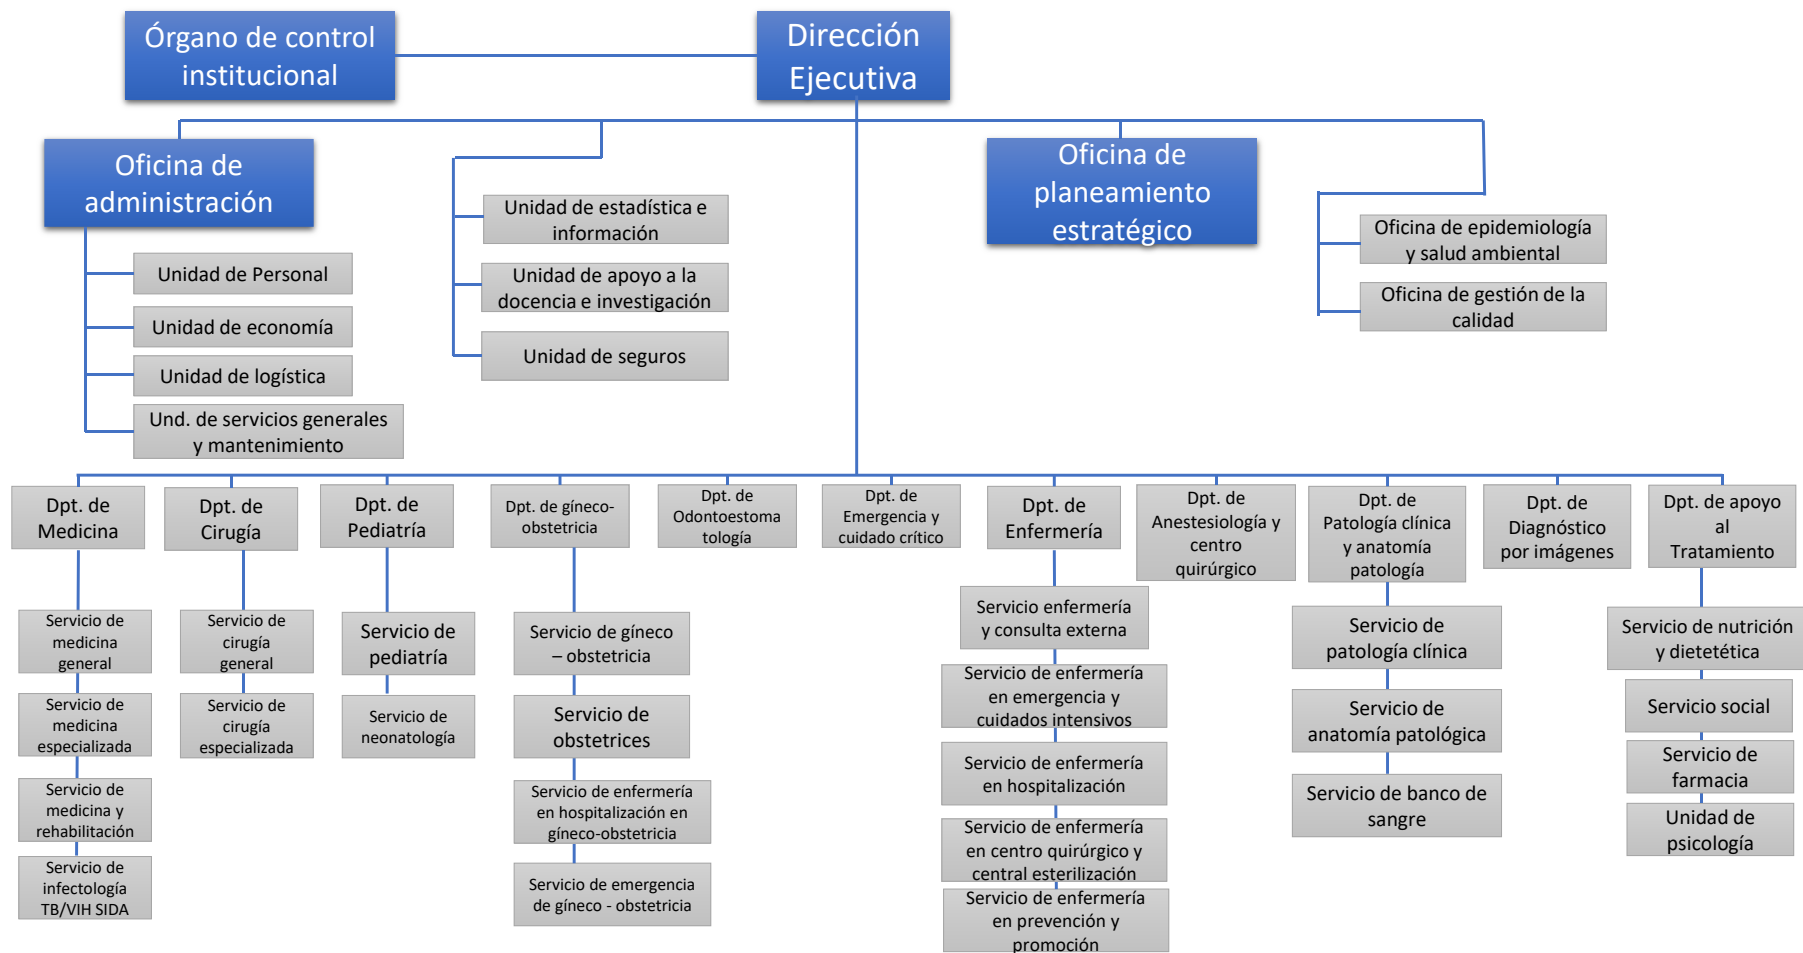 Órgano de control
institucional
Dirección
Ejecutiva
Oficina de
administración
Unidad de Personal
Unidad de economía
Unidad de logística
Und. de servicios generales
y mantenimiento
Unidad de estadística e
información
Unidad de apoyo a la
docencia e investigación
Unidad de seguros
Oficina de
planeamiento
estratégico
Oficina de epidemiología
y salud ambiental
Oficina de gestión de la
calidad
Dpt. de
Medicina
Servicio de
medicina
general
Servicio de
medicina
especializada
Servicio de
medicina y
rehabilitación
Servicio de
infectología
TB/VIH SIDA
Dpt. de
Cirugía
Servicio de
cirugía
general
Servicio de
cirugía
especializada
Dpt. de
Pediatría
Servicio de
pediatría
Servicio de
neonatología
Dpt. de gíneco-
obstetricia
Servicio de gíneco
– obstetricia
Servicio de
obstetrices
Servicio de enfermería
en hospitalización en
gíneco-obstetricia
Servicio de emergencia
de gíneco - obstetricia
Dpt. de
Odontoestoma
tología
Dpt. de
Emergencia y
cuidado crítico
Dpt. de
Enfermería
Servicio enfermería
y consulta externa
Servicio de enfermería
en emergencia y
cuidados intensivos
Servicio de enfermería
en hospitalización
Servicio de enfermería
en centro quirúrgico y
central esterilización
Servicio de enfermería
en prevención y
promoción
Dpt. de
Anestesiología y
centro
quirúrgico
Dpt. de
Patología clínica
y anatomía
patología
Servicio de
patología clínica
Servicio de
anatomía patológica
Servicio de banco de
sangre
Dpt. de
Diagnóstico
por imágenes
Dpt. de apoyo
al
Tratamiento
Servicio de nutrición
y dietetética
Servicio social
Servicio de
farmacia
Unidad de
psicología